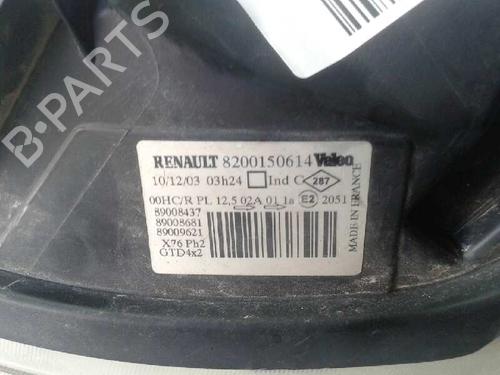 RENAULT 8200150614 Valeo
10/12/03 03h24 Ind C 287
00HC/R PL 12,5 02A 01 1a E2 2051
89008437
89008681
89009621
X76 Ph2
GTD4x2
MADE IN FRANCE
B-PARTS